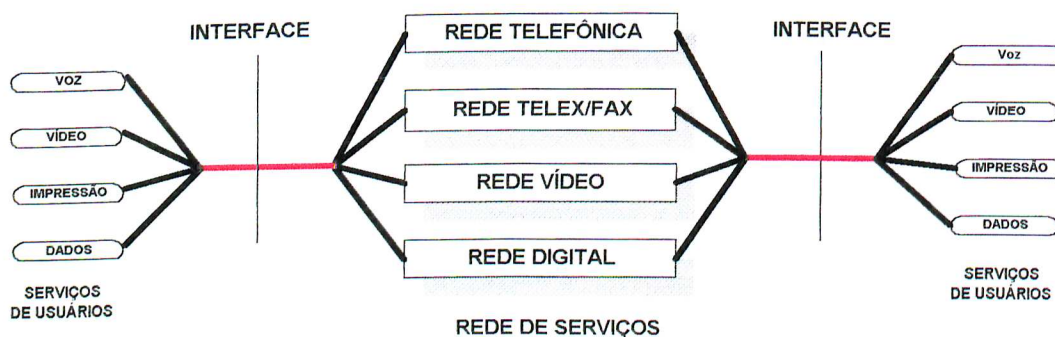 INTERFACE
REDE TELEFÔNICA
INTERFACE
VOZ
VÍDEO
IMPRESSÃO
DADOS
SERVIÇOS
DE USUÁRIOS
REDE TELEX/FAX
REDE VÍDEO
REDE DIGITAL
REDE DE SERVIÇOS
Voz
VÍDEO
IMPRESSÃO
DADOS
SERVIÇOS
DE USUÁRIOS